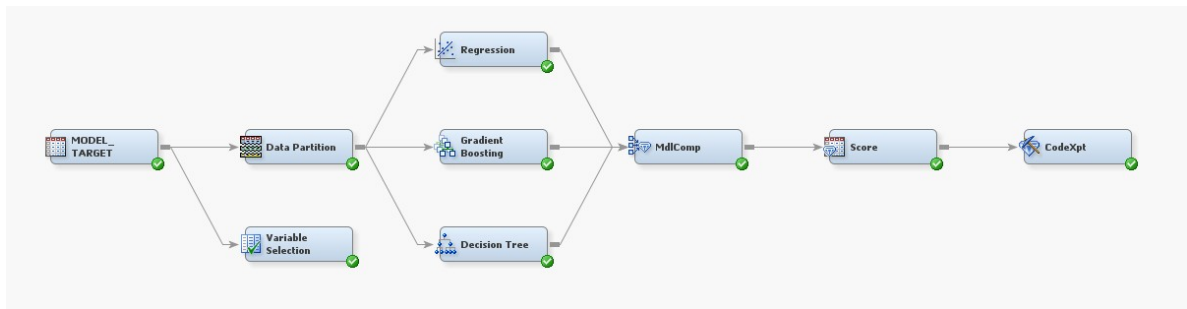 Regression
MODEL_
TARGET
Data Partition
Gradient
Boosting
MdlComp
Score
CodeXpt
Variable
Selection
Decision Tree